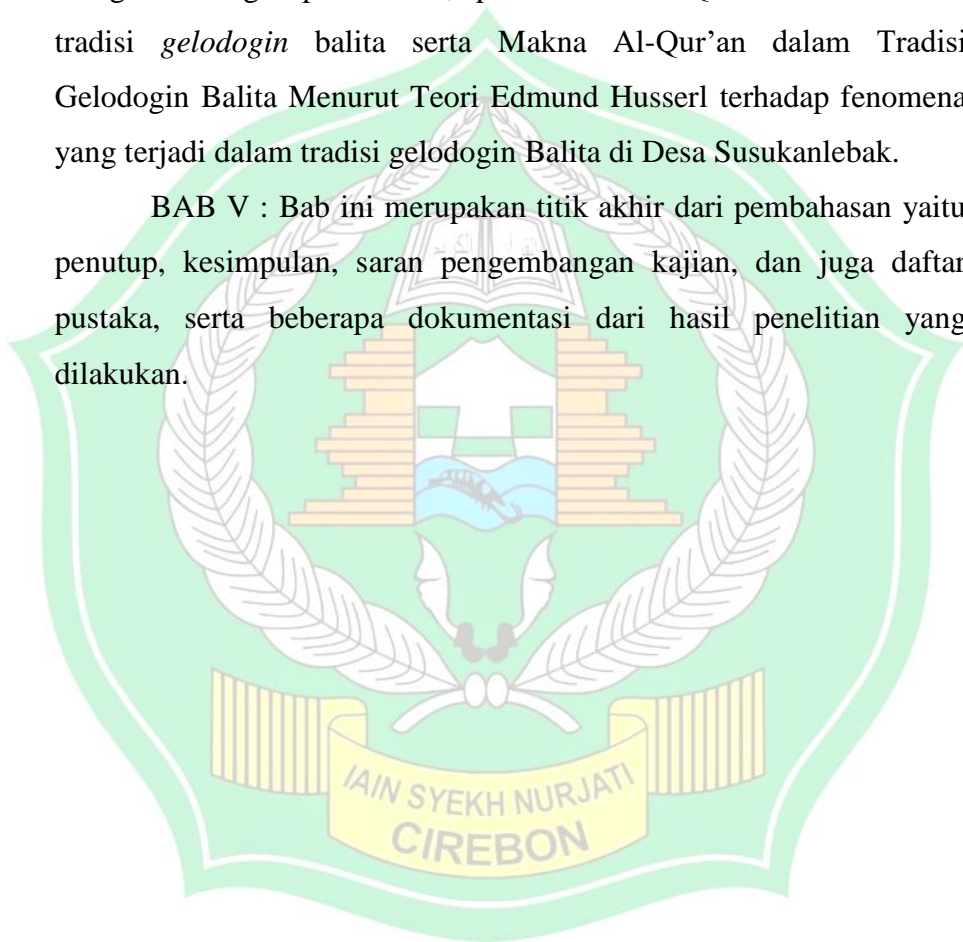 tradisi gelodogin balita serta Makna Al-Qur’an dalam Tradisi
Gelodogin Balita Menurut Teori Edmund Husserl terhadap fenomena
yang terjadi dalam tradisi gelodogin Balita di Desa Susukanlebak.
BAB V : Bab ini merupakan titik akhir dari pembahasan yaitu
penutup, kesimpulan, saran pengembangan kajian, dan juga daftar
pustaka, serta beberapa dokumentasi dari hasil penelitian yang
dilakukan.
IAIN SYEKH NURJATI
CIREBON